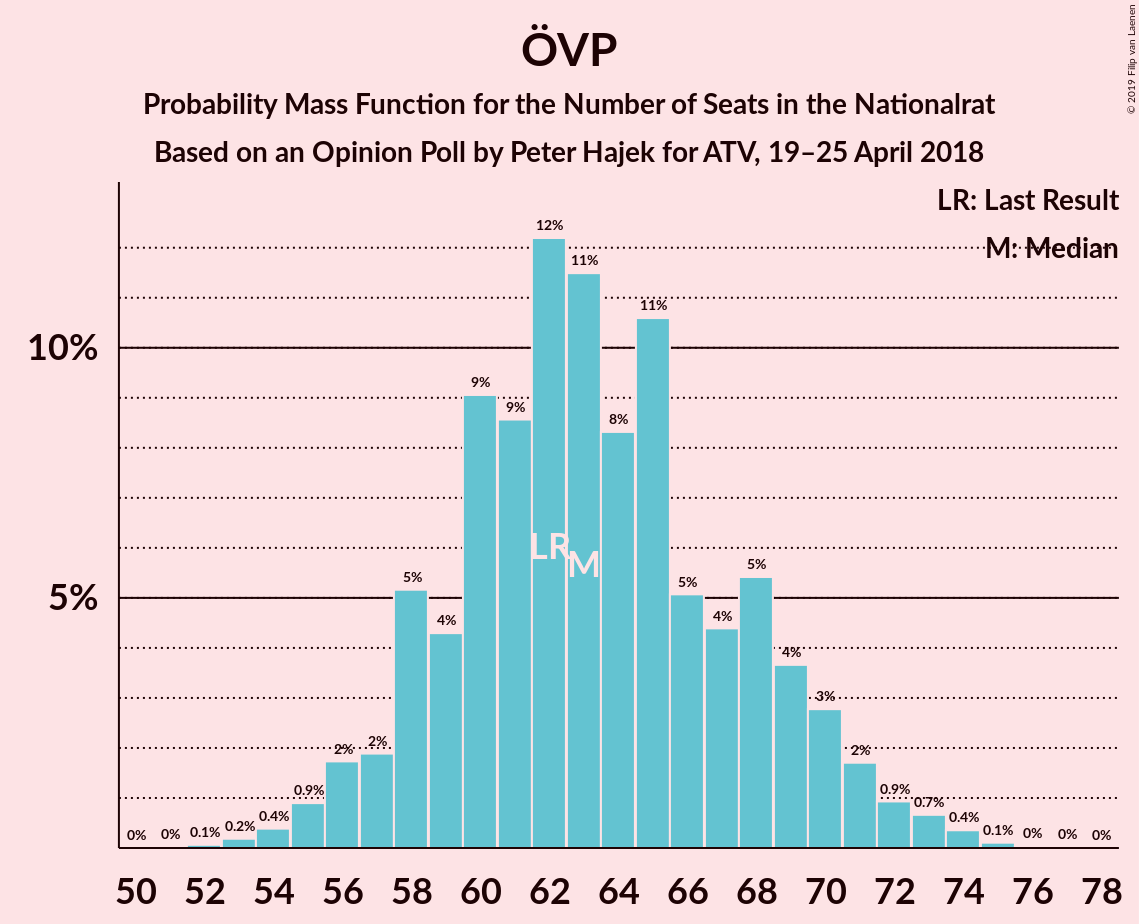 ÖVP
Probability Mass Function for the Number of Seats in the Nationalrat
Based on an Opinion Poll by Peter Hajek for ATV, 19–25 April 2018
© 2019 Filip van Laenen
LR: Last Result
M: Median
10%
5%
0% 0% 0.1% 0.2% 0.4% 0.9% 2% 2% 5% 4% 9% 9% 12% 11% 8% 11% 5% 4% 5% 4% 3% 2% 0.9% 0.7% 0.4% 0.1% 0% 0% 0%
LR M
50 52 54 56 58 60 62 64 66 68 70 72 74 76 78